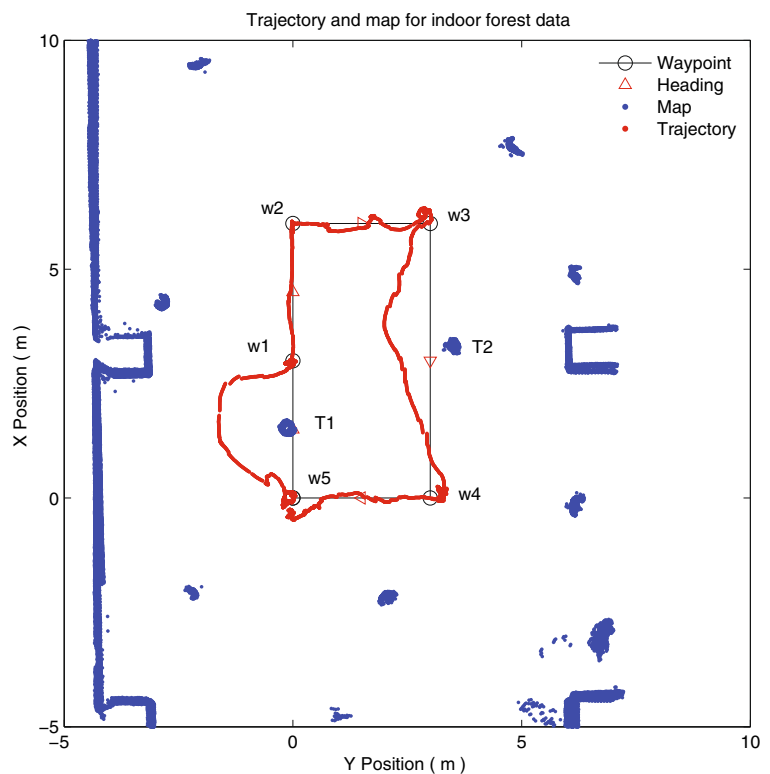 Trajectory and map for indoor forest data
10
Waypoint
Heading
Map
Trajectory
w2
w3
5
w1
T2
T1
w5
w4
0
−5
−5
0
5
10
X Position ( m )
Y Position ( m )